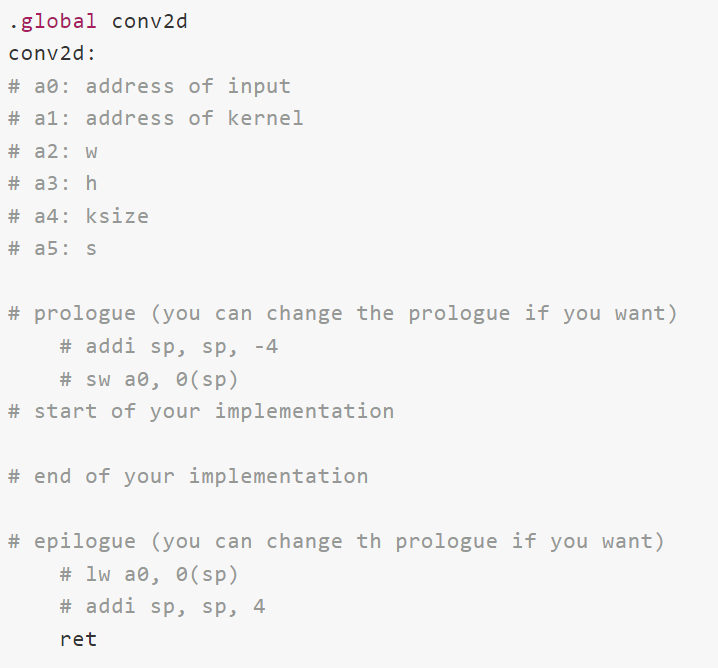 .global conv2d
conv2d:
# a0: address of input
# a1: address of kernel
# a2: w
# a3: h
# a4: ksize
# a5: s
# prologue (you can change the prologue if you want)
# addi sp, sp, -4
# sw a0, 0(sp)
# start of your implementation
# end of your implementation
# epilogue (you can change th prologue if you want)
# lw a0, 0(sp)
# addi sp, sp, 4
ret